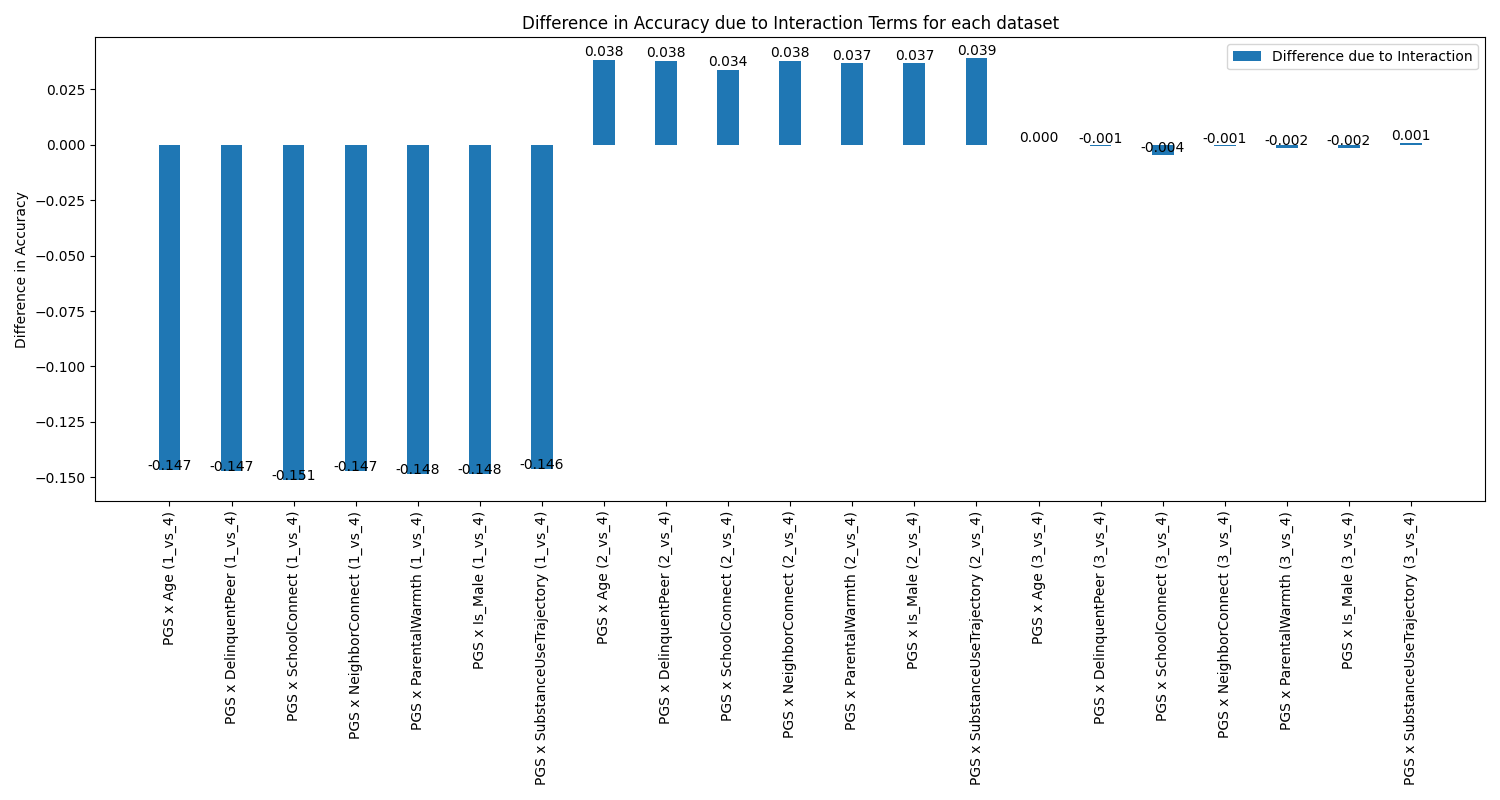 Difference in Accuracy due to Interaction Terms for each dataset
Difference due to Interaction
Difference in Accuracy
0.025
0.000
−0.025
−0.050
−0.075
−0.100
−0.125
−0.150
-0.147
-0.147
-0.151
-0.147
-0.148
-0.148
-0.146
0.038
0.038
0.034
0.038
0.037
0.037
0.039
0.000
-0.001
-0.004
-0.001
-0.002
-0.002
0.001
PGS x Age (1_vs_4)
PGS x DelinquentPeer (1_vs_4)
PGS x SchoolConnect (1_vs_4)
PGS x NeighborConnect (1_vs_4)
PGS x ParentalWarmth (1_vs_4)
PGS x Is_Male (1_vs_4)
PGS x SubstanceUseTrajectory (1_vs_4)
PGS x Age (2_vs_4)
PGS x DelinquentPeer (2_vs_4)
PGS x SchoolConnect (2_vs_4)
PGS x NeighborConnect (2_vs_4)
PGS x ParentalWarmth (2_vs_4)
PGS x Is_Male (2_vs_4)
PGS x SubstanceUseTrajectory (2_vs_4)
PGS x Age (3_vs_4)
PGS x DelinquentPeer (3_vs_4)
PGS x SchoolConnect (3_vs_4)
PGS x NeighborConnect (3_vs_4)
PGS x ParentalWarmth (3_vs_4)
PGS x Is_Male (3_vs_4)
PGS x SubstanceUseTrajectory (3_vs_4)